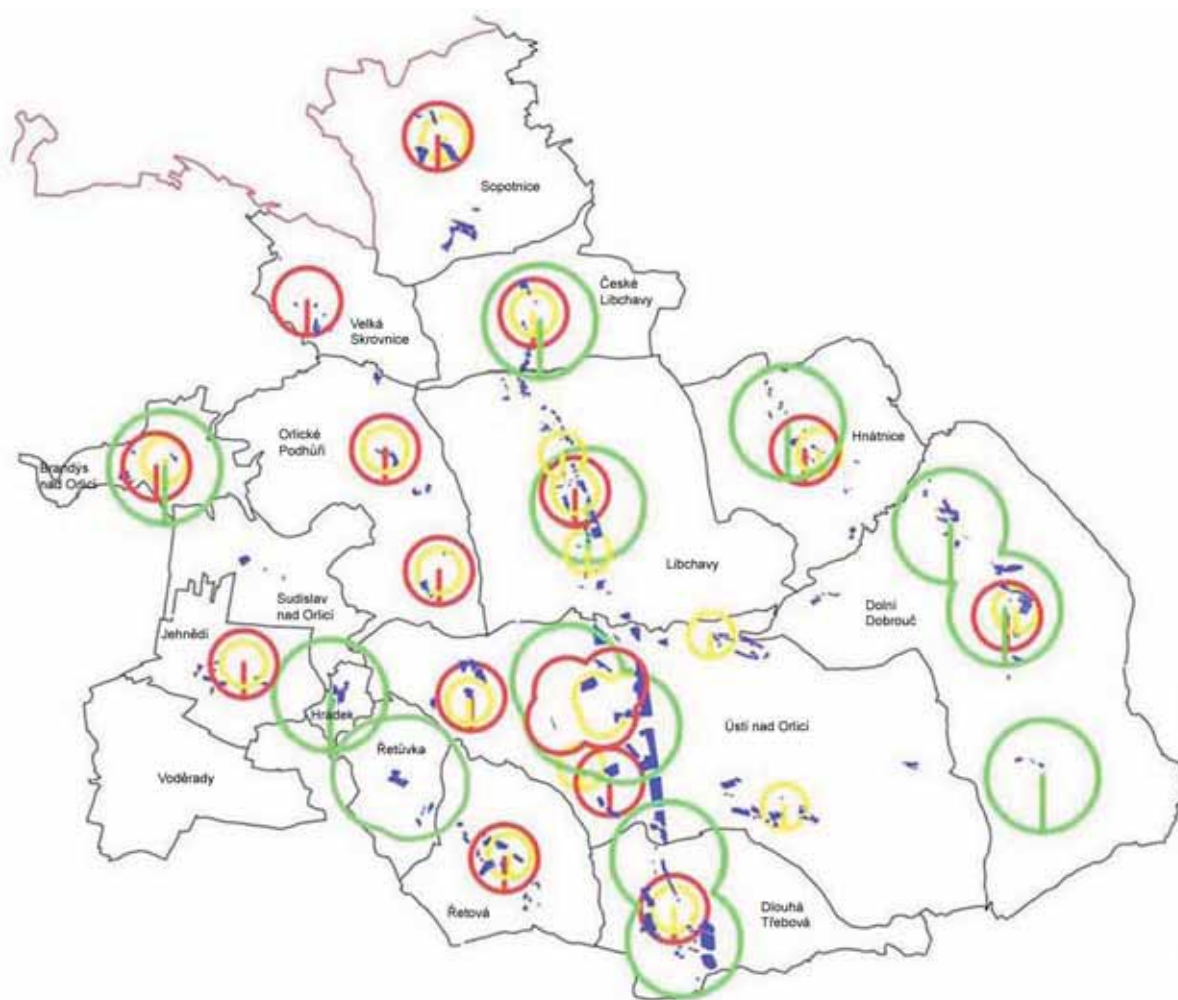 Sopotnice
České
Libchavy
Velká
Skrovnice
Orlické
Podhůří
Hnátnice
Brandýs
nad Orlicí
Libchavy
Sudislav
nad Orlicí
Dolní
Dobrouč
Jehnědí
Hrádek
Ústí nad Orlicí
Řetůvka
Voděrady
Řetová
Dlouhá
Třebová